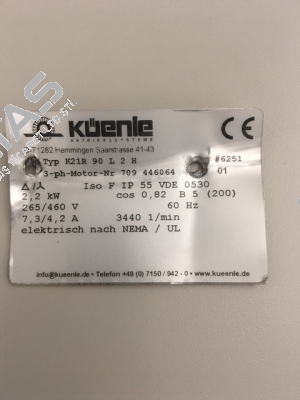 KÜENLE
ANTRIEBSSYSTEME
71282 Hemmingen Saarstrasse 41-43
Typ K21R 90 L 2 H #6251
3-ph-Motor-Nr 709 446064 01
Δ/⅄ Iso F IP 55 VDE 0530
2,2 kW cos 0,82 B 5 (200)
265/460 V 60 Hz
7,3/4,2 A 3440 1/min
elektrisch nach NEMA / UL
info@kueenle.de • Telefon +49 (0) 7150 / 942 - 0 • www.kueenle.de
CE